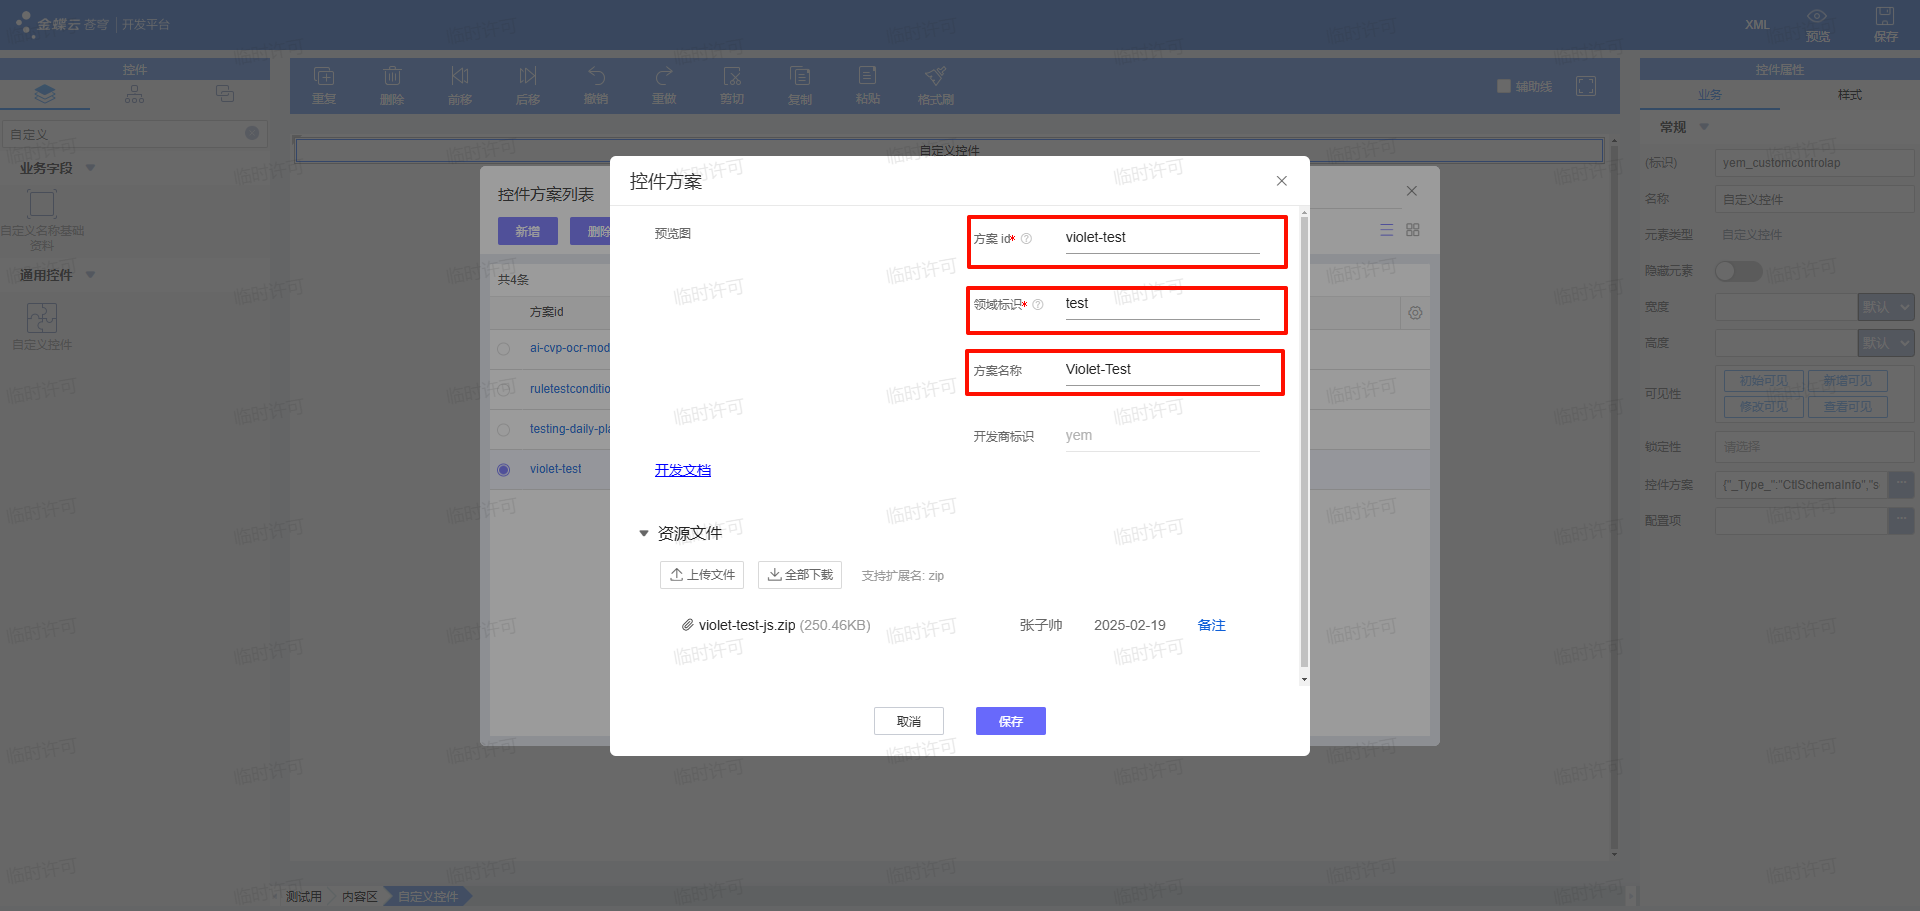 金蝶云 苍穹 | 开发平台
XML
预览
保存
控件
自定义
业务字段
自定义名称基础
资料
通用控件
自定义控件
重复
删除
前移
后移
撤销
重做
剪切
复制
粘贴
格式刷
辅助线
自定义控件
控件方案列表
新增
删除
共4条
方案id
ai-cvp-ocr-mod
ruletestconditio
testing-daily-pla
violet-test
控件方案
预览图
方案 id*
violet-test
领域标识*
test
方案名称
Violet-Test
开发商标识
yem
开发文档
资源文件
上传文件
全部下载
支持扩展名: zip
violet-test-js.zip (250.46KB)
张子帅
2025-02-19
备注
取消
保存
控件属性
业务
样式
常规
(标识)
yem_customcontrolap
名称
自定义控件
元素类型
自定义控件
隐藏元素
宽度
默认
高度
默认
可见性
初始可见
新增可见
修改可见
查看可见
锁定性
请选择
控件方案
{"_Type_":"CtlSchemaInfo","s
...
配置项
...
测试用
内容区
自定义控件
临时许可